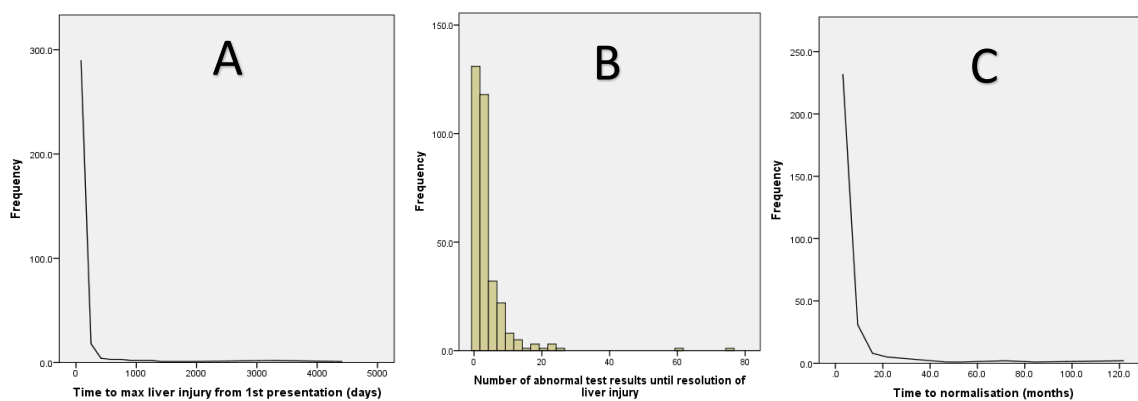 A
300.0
200.0
100.0
0.0
Frequency
0 1000 2000 3000 4000 5000
Time to max liver injury from 1st presentation (days)
B
150.0
100.0
50.0
0.0
Frequency
0 20 40 60 80
Number of abnormal test results until resolution of
liver injury
C
250.0
200.0
150.0
100.0
50.0
0.0
Frequency
.0 20.0 40.0 60.0 80.0 100.0 120.0
Time to normalisation (months)